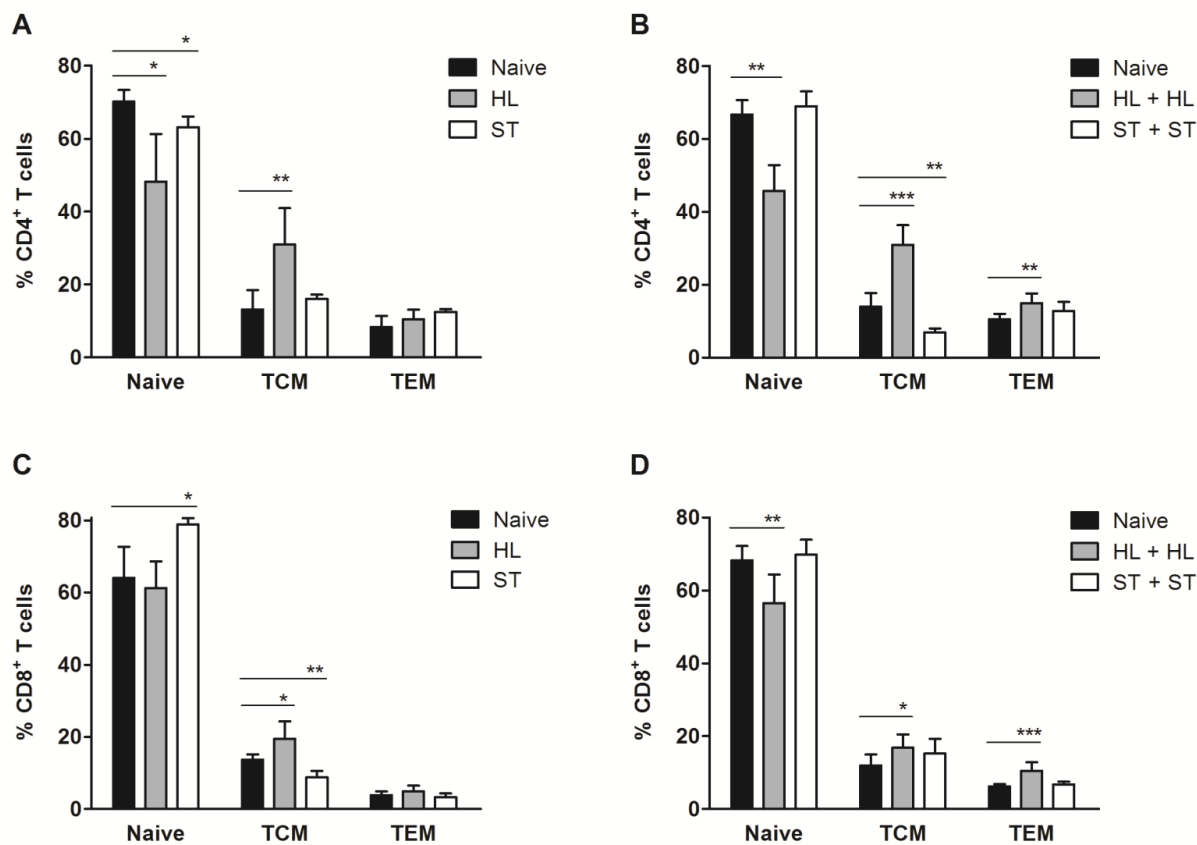 A
*
*
80
60
40
20
0
% CD4⁺ T cells
**
Naive
HL
ST
Naive TCM TEM
B
**
80
60
40
20
0
% CD4⁺ T cells
**
***
**
Naive
HL + HL
ST + ST
Naive TCM TEM
C
*
80
60
40
20
0
% CD8⁺ T cells
**
*
Naive
HL
ST
Naive TCM TEM
D
**
80
60
40
20
0
% CD8⁺ T cells
*
***
Naive
HL + HL
ST + ST
Naive TCM TEM